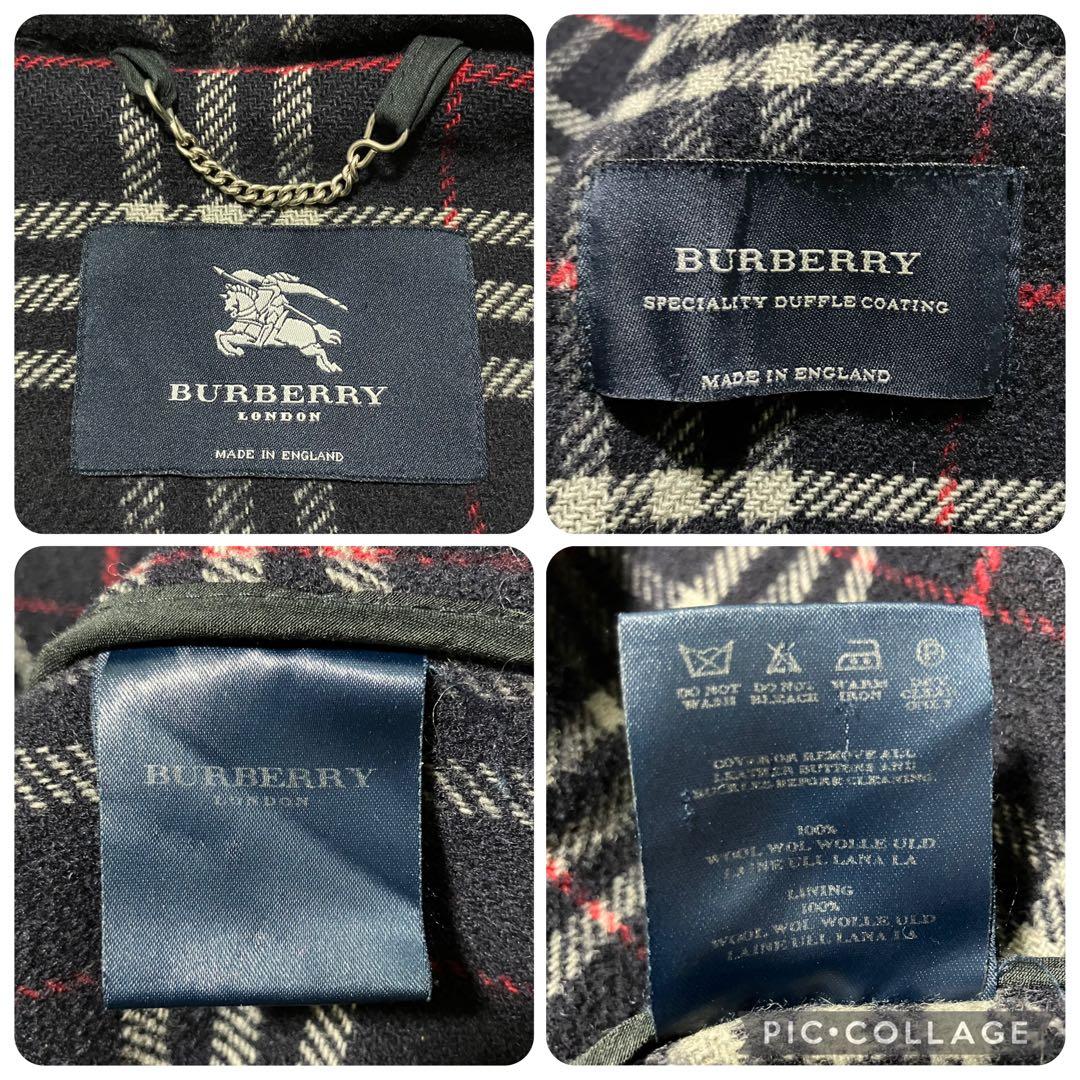 BURBERRY
LONDON
MADE IN ENGLAND
BURBERRY
SPECIALITY DUFFLE COATING
MADE IN ENGLAND
BURBERRY
LONDON
DO NOT WASH
DO NOT BLEACH
WARM IRON
P
DRY CLEAN ONLY
COVER OR REMOVE ALL
LEATHER BUTTONS AND
BUCKLES BEFORE CLEANING
100%
WOOL WOL WOLLE ULD
LAINE ULL LANA LA
LINING
100%
WOOL WOL WOLLE ULD
LAINE ULL LANA LA
PIC•COLLAGE